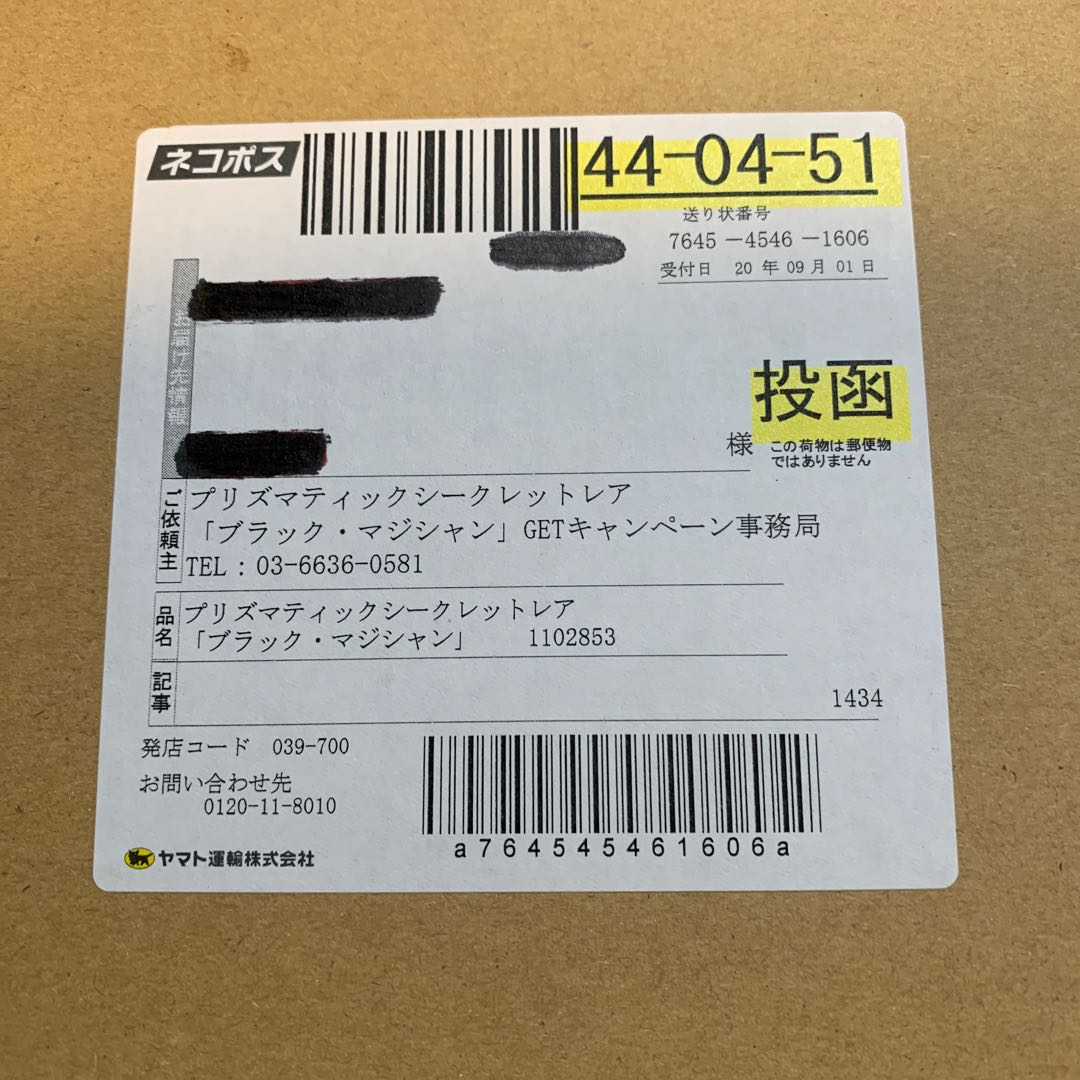 ネコポス
44-04-51
送り状番号
7645-4546-1606
受付日 20 年 09 月 01 日
お届け先情報
投函
様
この荷物は郵便物
ではありません
ご依頼主
プリズマティックシークレットレア
「ブラック・マジシャン」GETキャンペーン事務局
TEL : 03-6636-0581
品名
プリズマティックシークレットレア
「ブラック・マジシャン」 1102853
記事
1434
発店コード 039-700
お問い合わせ先
0120-11-8010
a764545461606a
ヤマト運輸株式会社